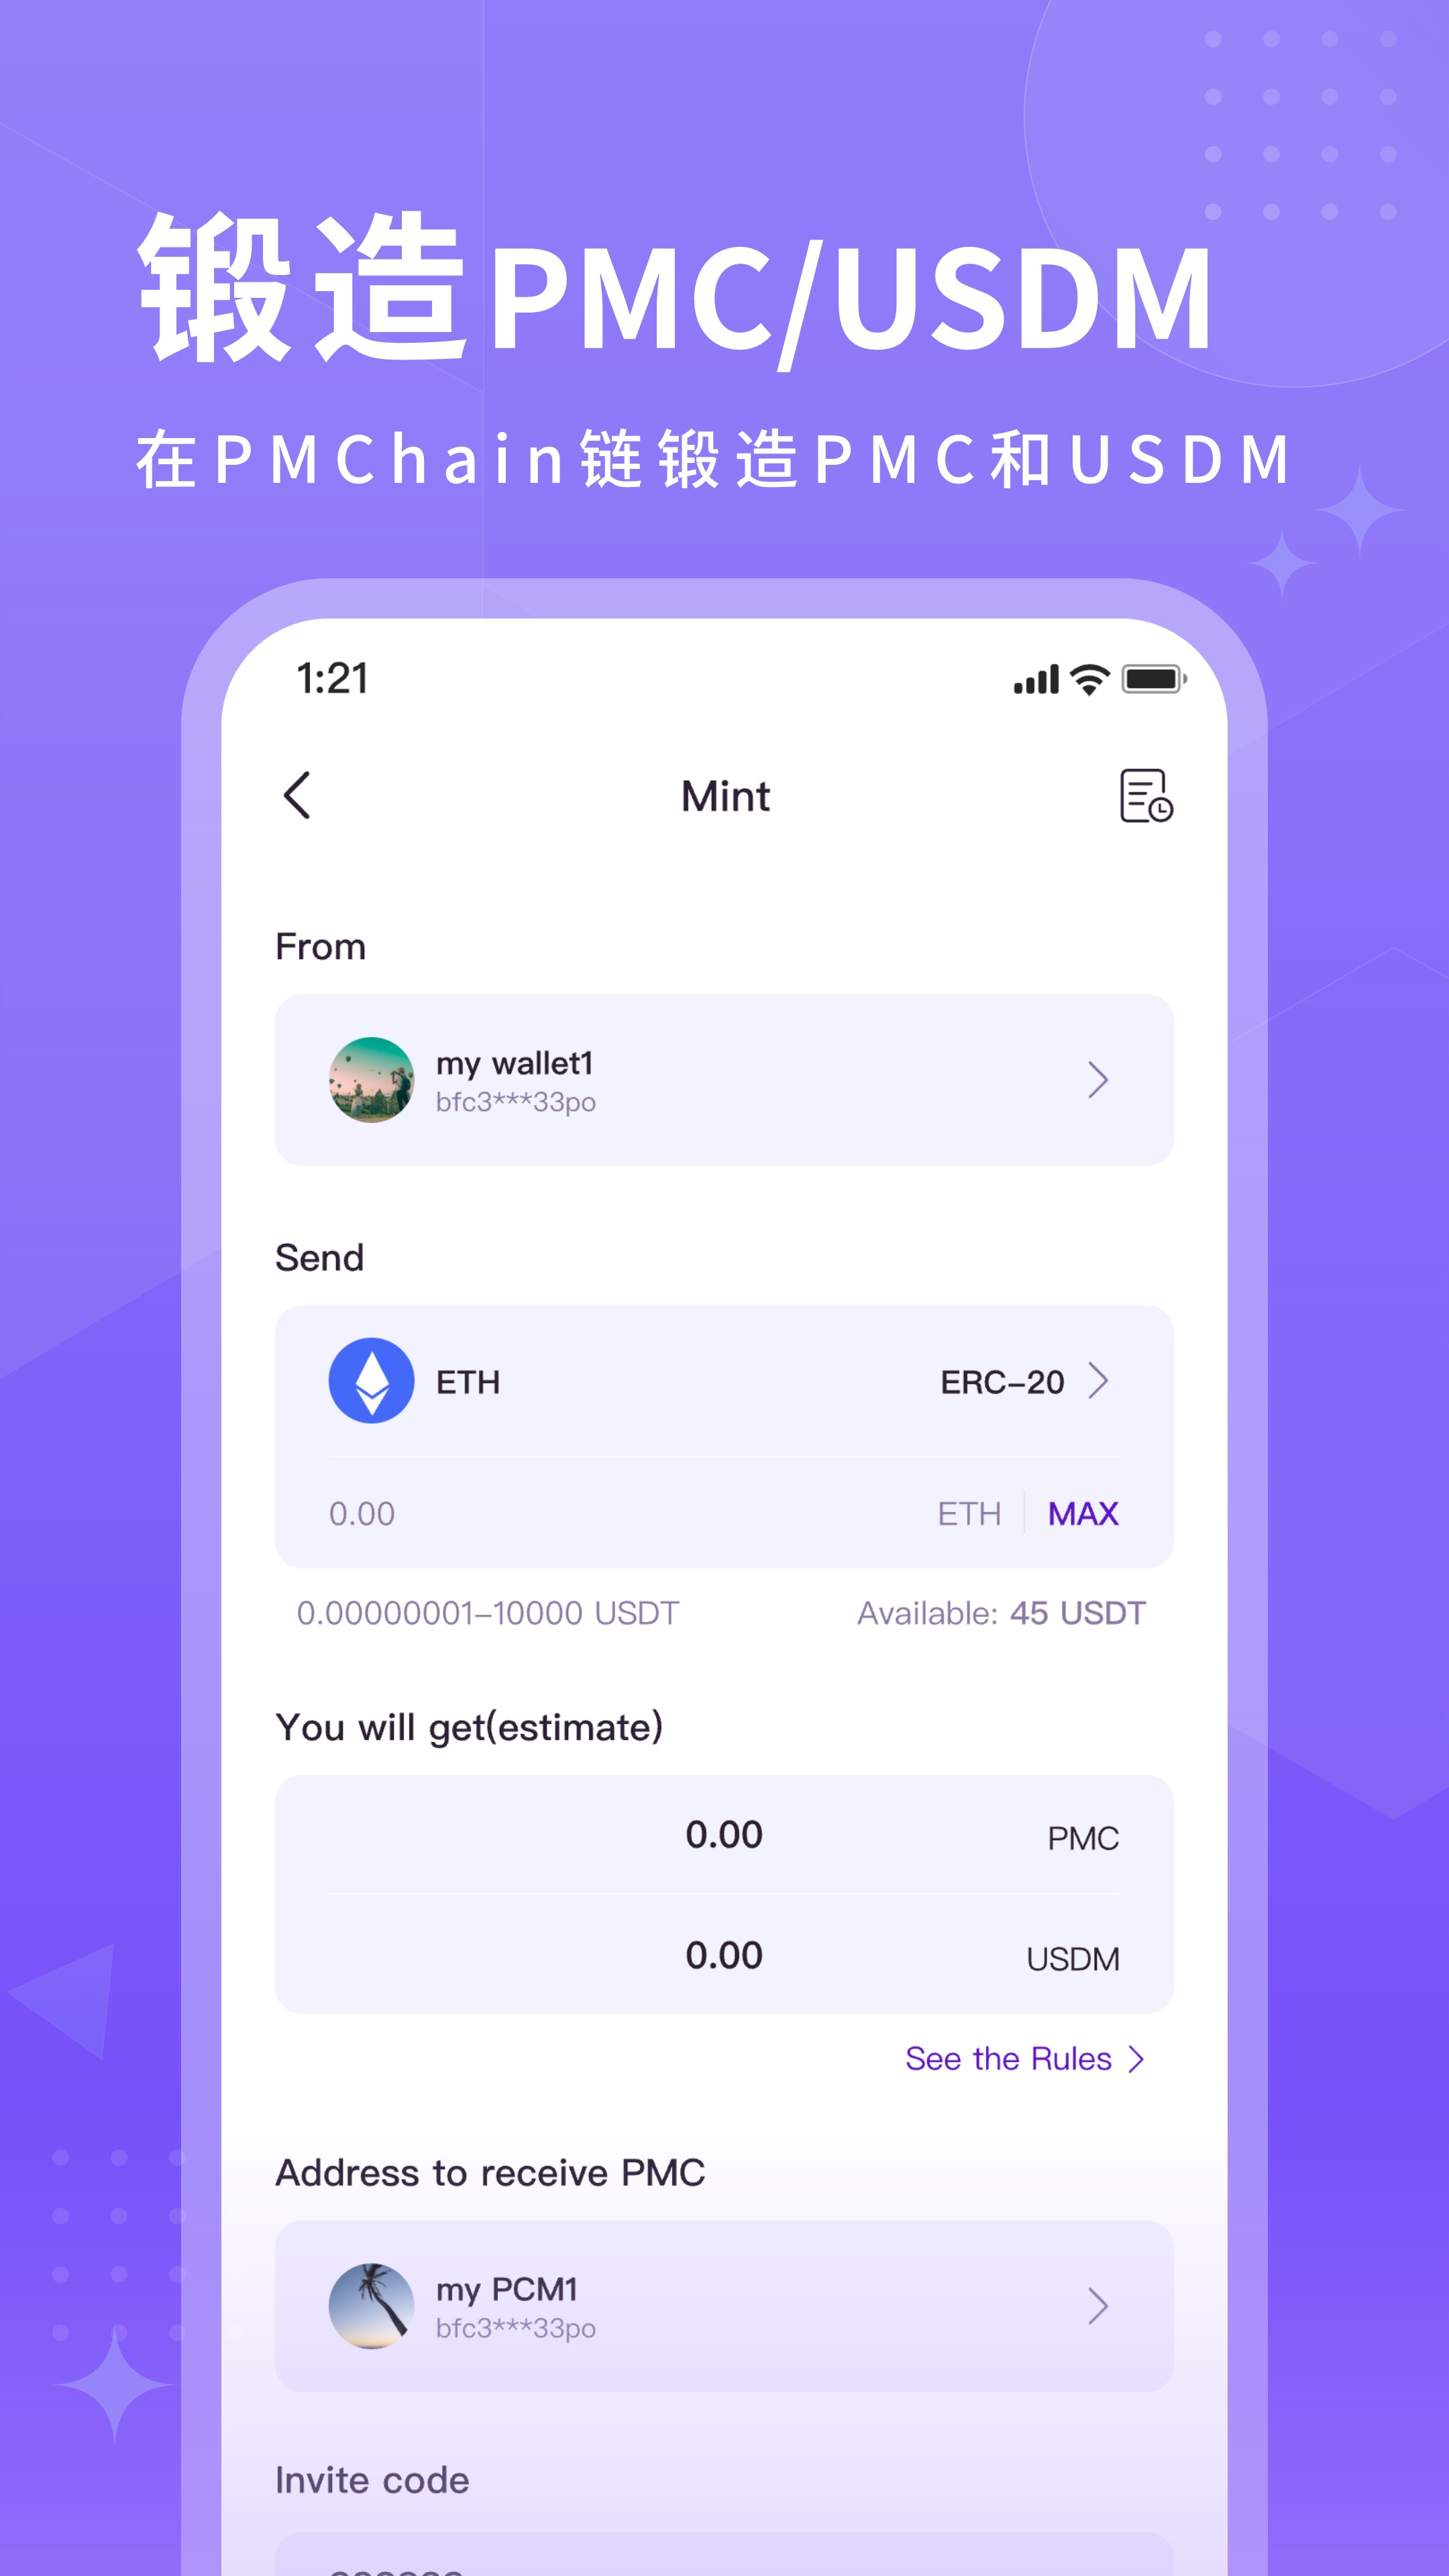 锻造PMC/USDM
在PMChain链锻造PMC和USDM
1:21
Mint
From
my wallet1
bfc3***33po
Send
ETH ERC-20
0.00 ETH MAX
0.00000001-10000 USDT Available: 45 USDT
You will get(estimate)
0.00 PMC
0.00 USDM
See the Rules
Address to receive PMC
my PCM1
bfc3***33po
Invite code